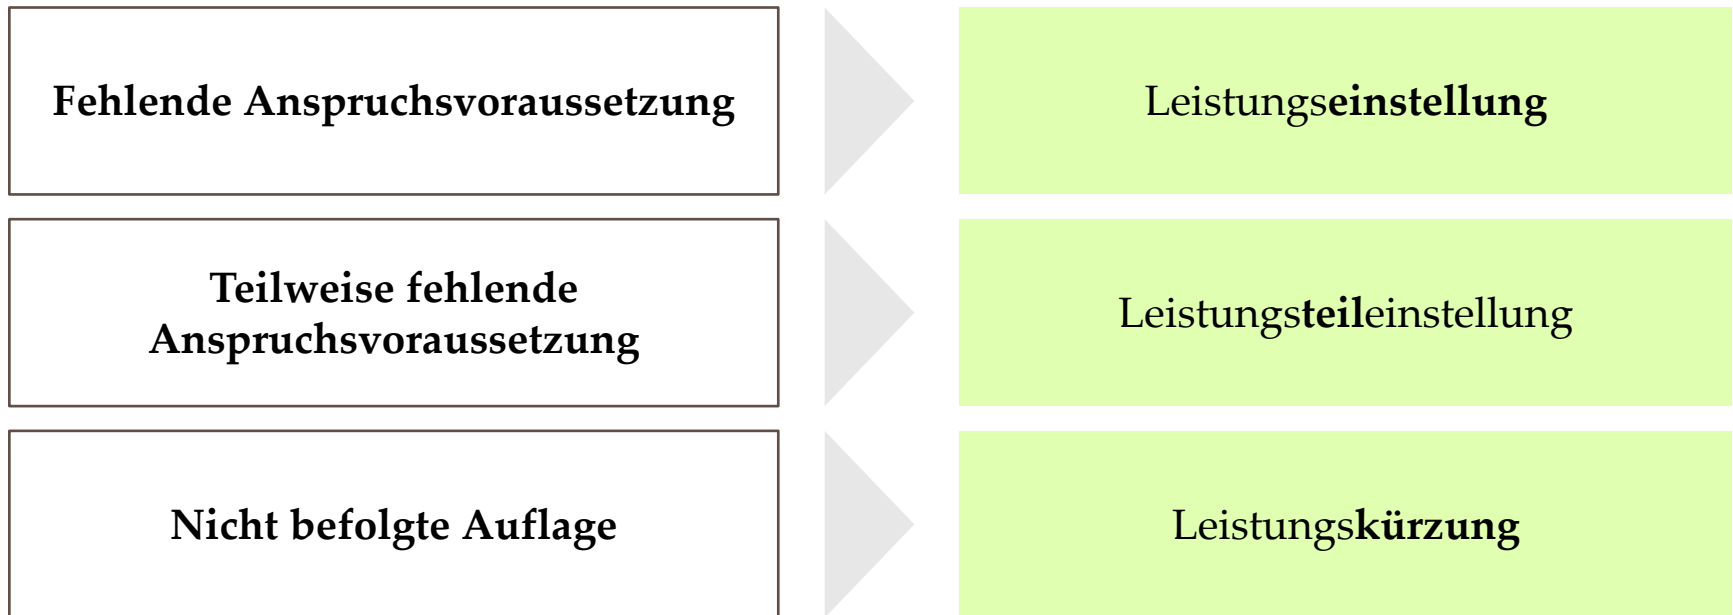 Fehlende Anspruchsvoraussetzung
Leistungseinstellung
Teilweise fehlende
Anspruchsvoraussetzung
Leistungsteileinstellung
Nicht befolgte Auflage
Leistungskürzung